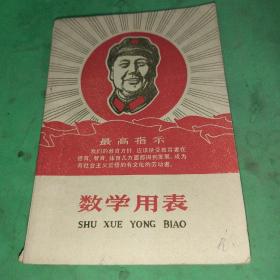 最高指示
我们的教育方针，应该使受教育者在
德育、智育、体育几方面都得到发展，成为
有社会主义觉悟的有文化的劳动者。
数学用表
SHU XUE YONG BIAO